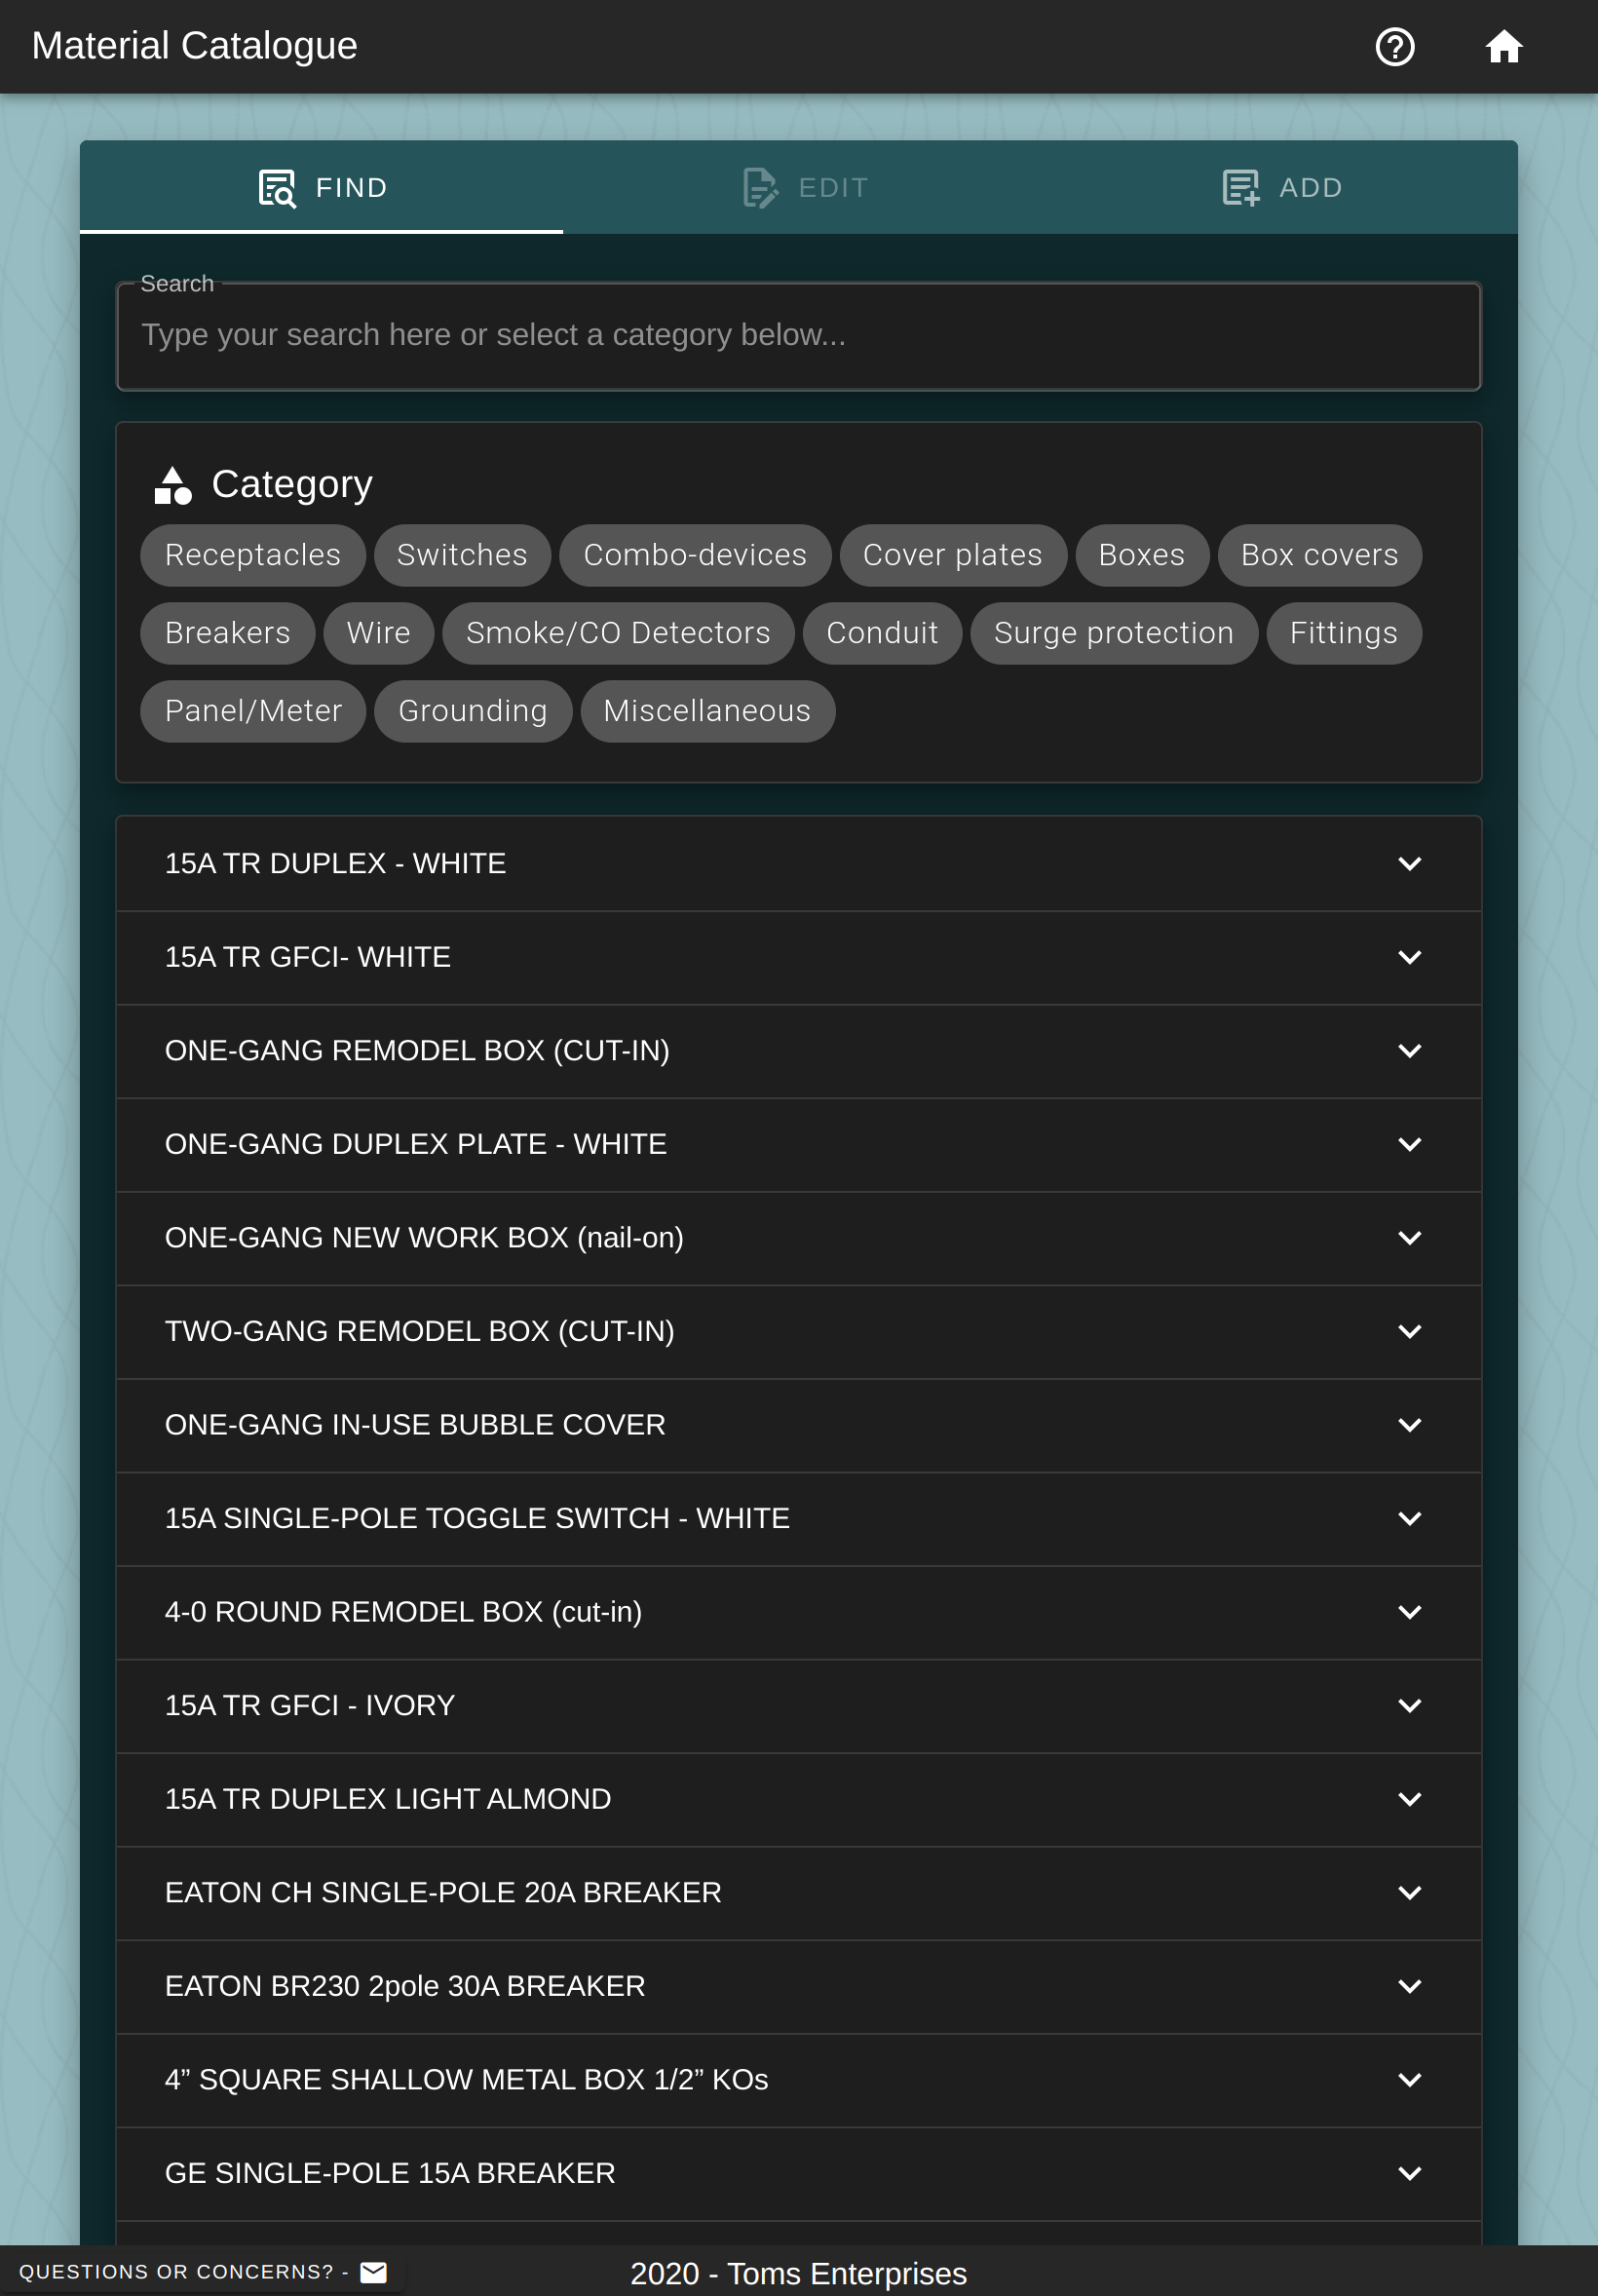 Material Catalogue
FIND
EDIT
ADD
Search
Type your search here or select a category below...
Category
Receptacles Switches Combo-devices Cover plates Boxes Box covers
Breakers Wire Smoke/CO Detectors Conduit Surge protection Fittings
Panel/Meter Grounding Miscellaneous
15A TR DUPLEX - WHITE
15A TR GFCI- WHITE
ONE-GANG REMODEL BOX (CUT-IN)
ONE-GANG DUPLEX PLATE - WHITE
ONE-GANG NEW WORK BOX (nail-on)
TWO-GANG REMODEL BOX (CUT-IN)
ONE-GANG IN-USE BUBBLE COVER
15A SINGLE-POLE TOGGLE SWITCH - WHITE
4-0 ROUND REMODEL BOX (cut-in)
15A TR GFCI - IVORY
15A TR DUPLEX LIGHT ALMOND
EATON CH SINGLE-POLE 20A BREAKER
EATON BR230 2pole 30A BREAKER
4” SQUARE SHALLOW METAL BOX 1/2” KOs
GE SINGLE-POLE 15A BREAKER
QUESTIONS OR CONCERNS? -
2020 - Toms Enterprises